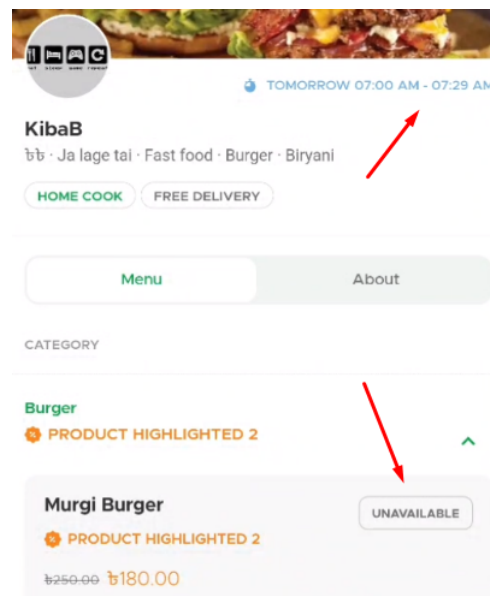 TOMORROW 07:00 AM - 07:29 AM
KibaB
৳৳ · Ja lage tai · Fast food · Burger · Biryani
HOME COOK FREE DELIVERY
Menu About
CATEGORY
Burger
PRODUCT HIGHLIGHTED 2
Murgi Burger
UNAVAILABLE
PRODUCT HIGHLIGHTED 2
৳250.00 ৳180.00